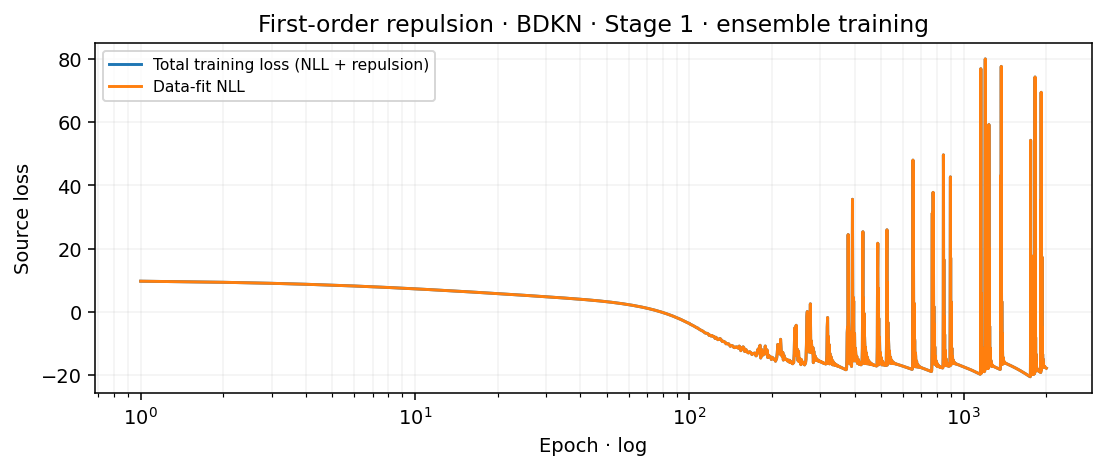 First-order repulsion · BDKN · Stage 1 · ensemble training
Total training loss (NLL + repulsion)
Data-fit NLL
Source loss
80
60
40
20
0
−20
10⁰
10¹
10²
10³
Epoch · log